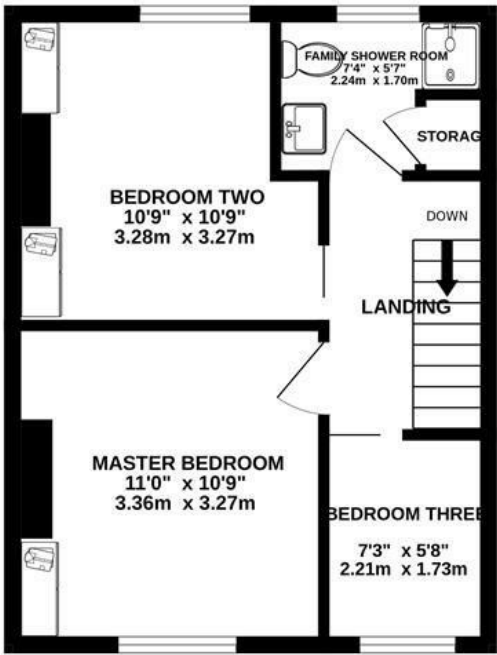 FAMILY SHOWER ROOM
7'4" x 5'7"
2.24m x 1.70m
STORAG
BEDROOM TWO
10'9" x 10'9"
3.28m x 3.27m
DOWN
LANDING
MASTER BEDROOM
11'0" x 10'9"
3.36m x 3.27m
BEDROOM THREE
7'3" x 5'8"
2.21m x 1.73m